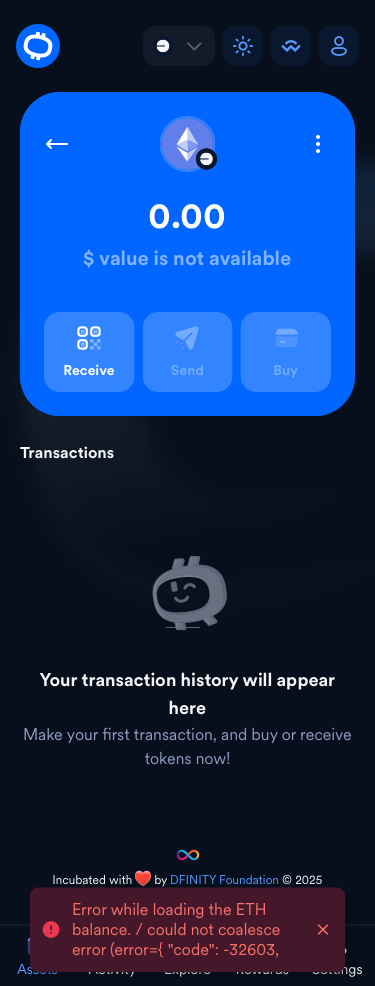 0.00
$ value is not available
Receive
Send
Buy
Transactions
Your transaction history will appear
here
Make your first transaction, and buy or receive
tokens now!
Incubated with ❤️ by DFINITY Foundation © 2025
Error while loading the ETH
balance. / could not coalesce
error (error={ "code": -32603,
Assets Activity Explore Rewards Settings